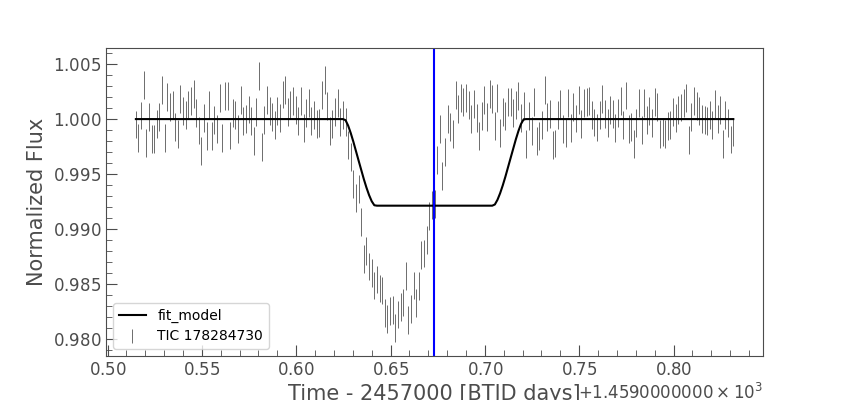 1.005
1.000
0.995
0.990
0.985
0.980
Normalized Flux
fit_model
TIC 178284730
0.50 0.55 0.60 0.65 0.70 0.75 0.80
Time - 2457000 [BTJD days]
+1.4590000000 × 10³